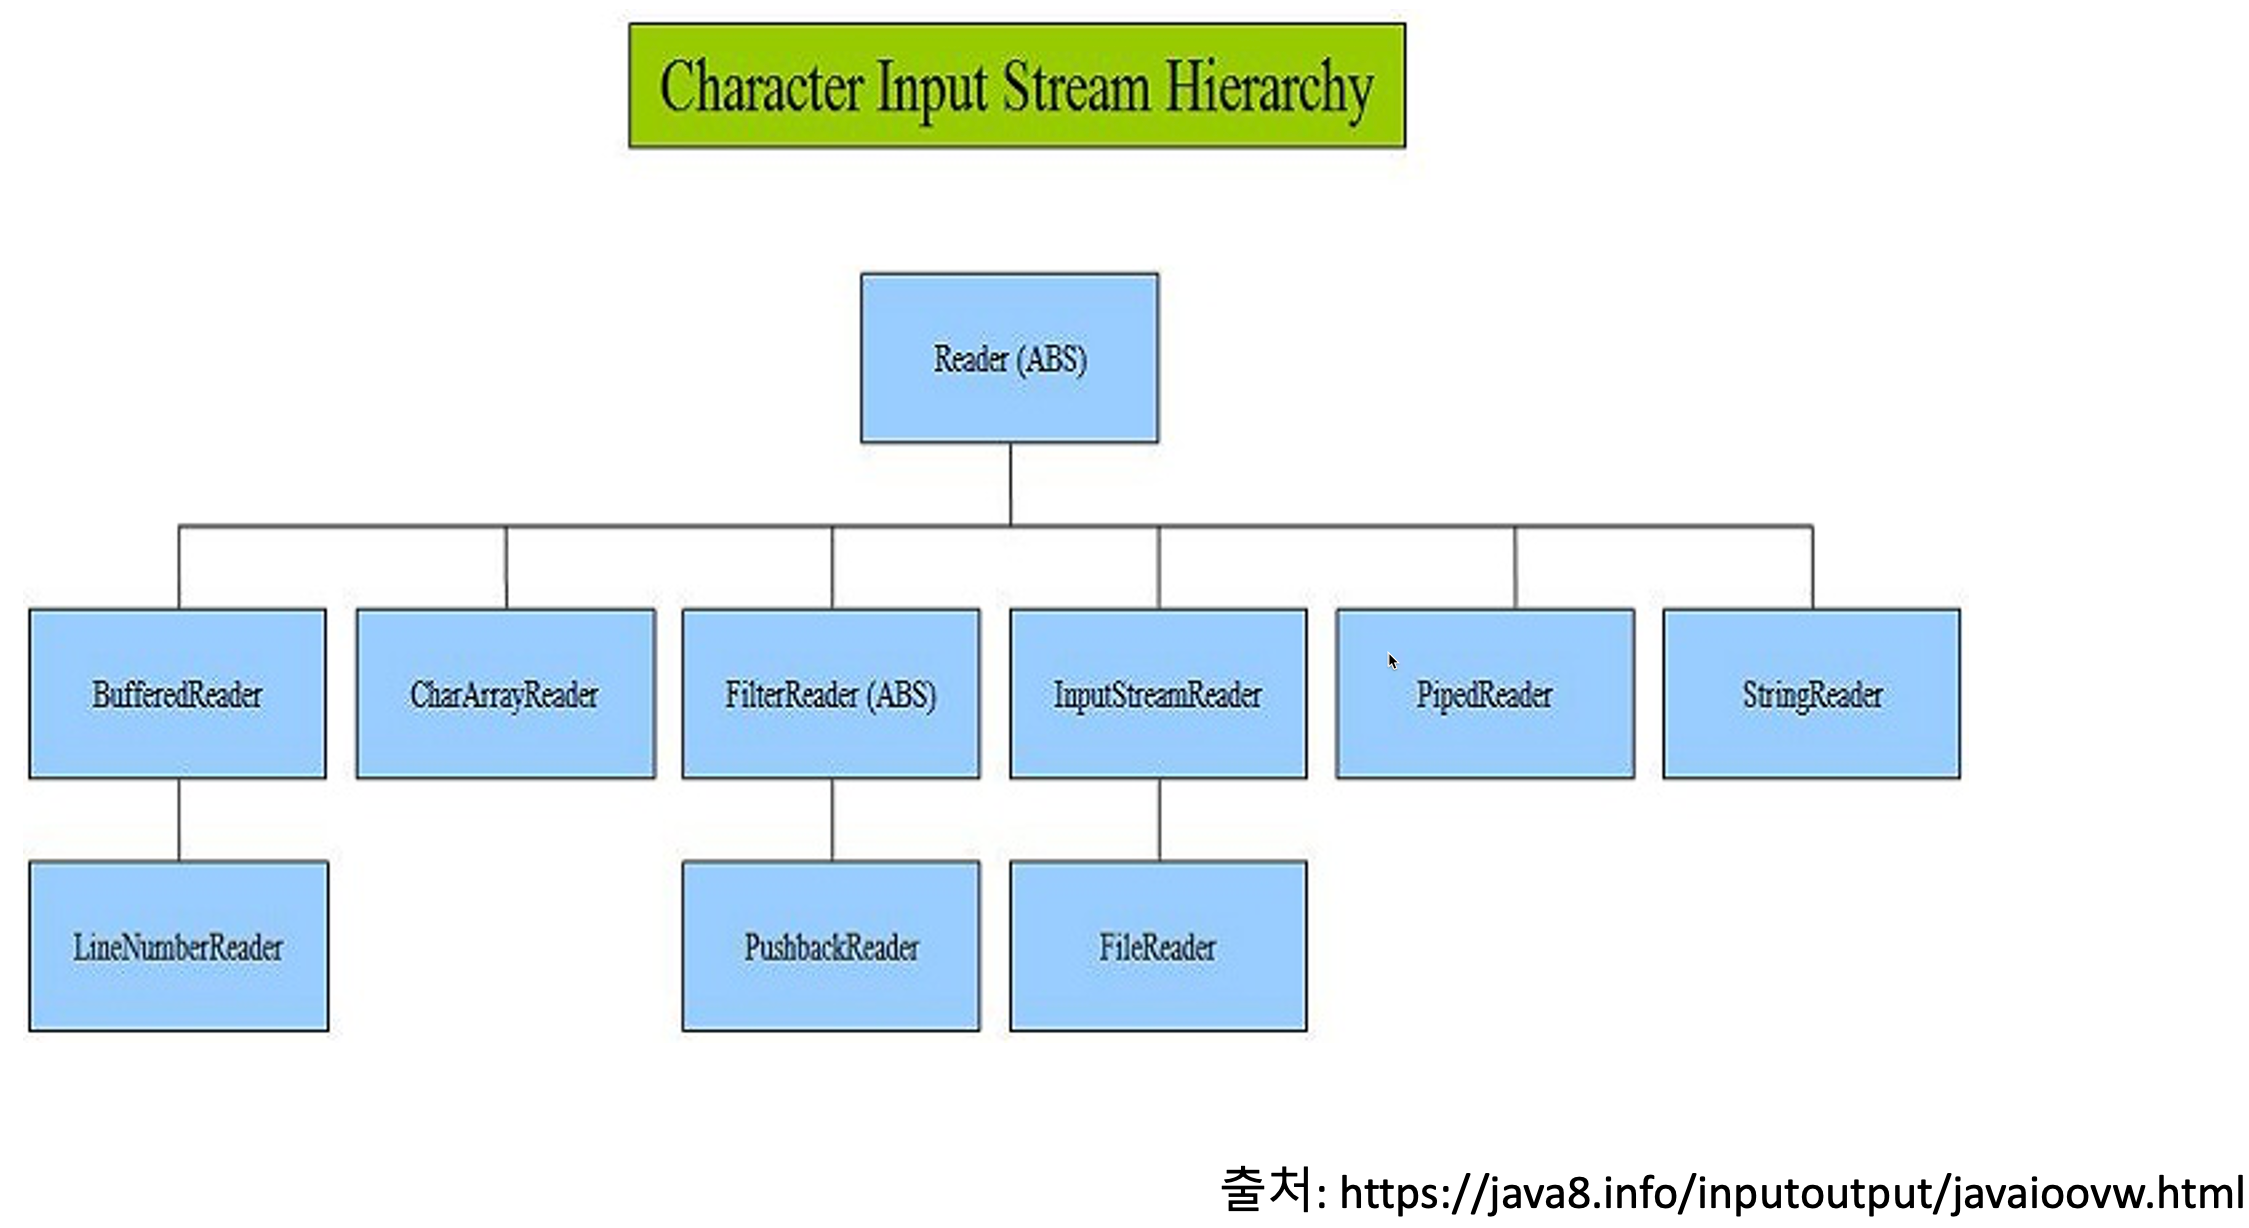 Character Input Stream Hierarchy
Reader (ABS)
BufferedReader
CharArrayReader
FilterReader (ABS)
InputStreamReader
PipedReader
StringReader
LineNumberReader
PushbackReader
FileReader
출처: https://java8.info/inputoutput/javaioovw.html